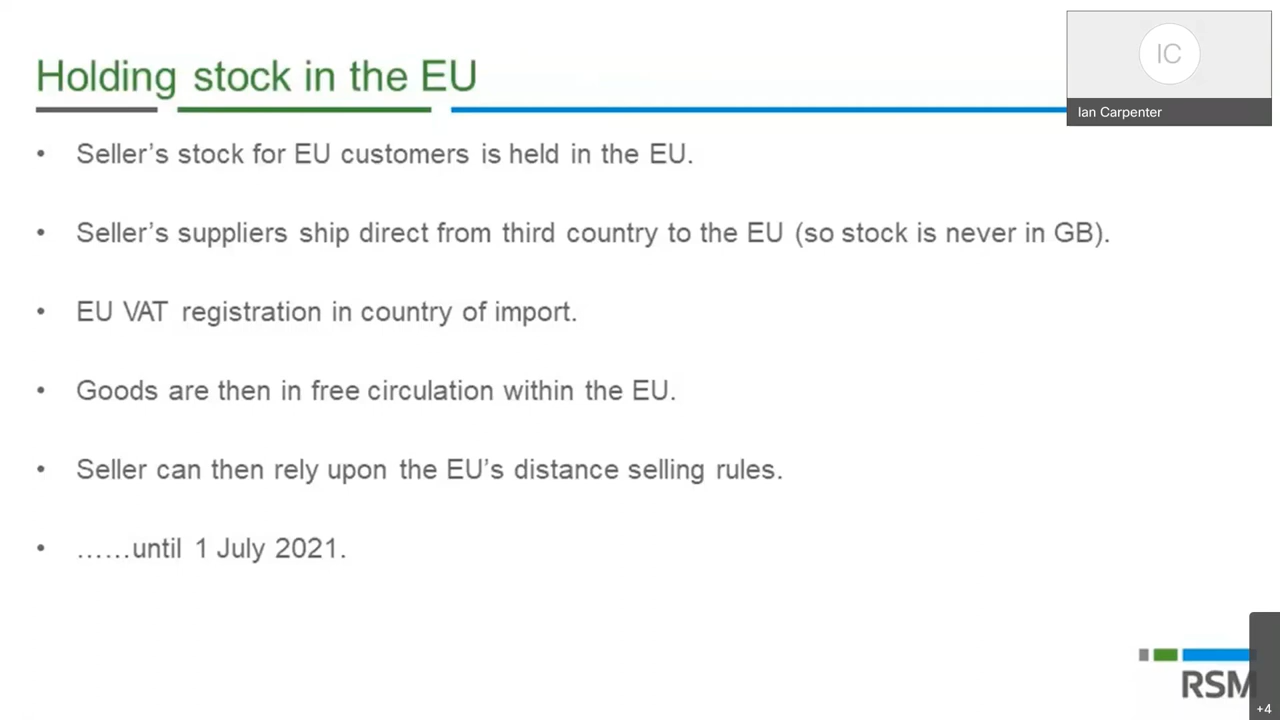 Holding stock in the EU
IC
Ian Carpenter
• Seller’s stock for EU customers is held in the EU.
• Seller’s suppliers ship direct from third country to the EU (so stock is never in GB).
• EU VAT registration in country of import.
• Goods are then in free circulation within the EU.
• Seller can then rely upon the EU’s distance selling rules.
• ……until 1 July 2021.
RSM
+4